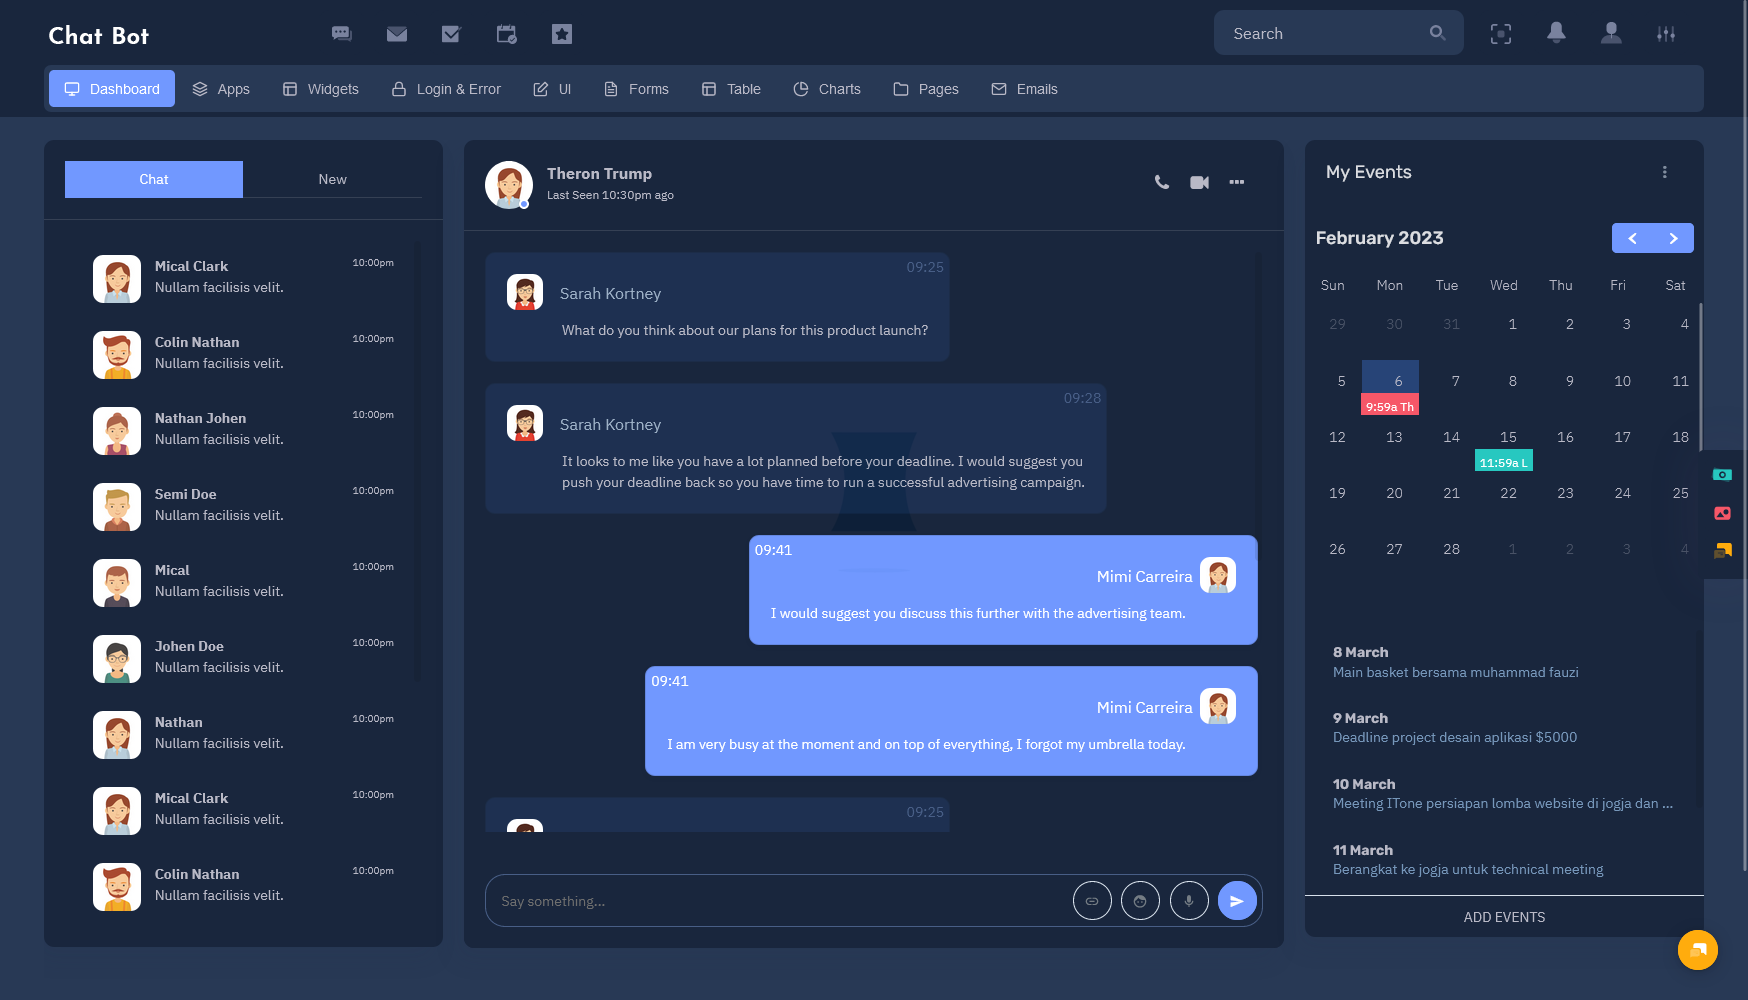 Chat Bot
Search
Dashboard
Apps
Widgets
Login & Error
UI
Forms
Table
Charts
Pages
Emails
Chat
New
Mical Clark
10:00pm
Nullam facilisis velit.
Colin Nathan
10:00pm
Nullam facilisis velit.
Nathan Johen
10:00pm
Nullam facilisis velit.
Semi Doe
10:00pm
Nullam facilisis velit.
Mical
10:00pm
Nullam facilisis velit.
Johen Doe
10:00pm
Nullam facilisis velit.
Nathan
10:00pm
Nullam facilisis velit.
Mical Clark
10:00pm
Nullam facilisis velit.
Colin Nathan
10:00pm
Nullam facilisis velit.
Theron Trump
Last Seen 10:30pm ago
09:25
Sarah Kortney
What do you think about our plans for this product launch?
09:28
Sarah Kortney
It looks to me like you have a lot planned before your deadline. I would suggest you
push your deadline back so you have time to run a successful advertising campaign.
09:41
Mimi Carreira
I would suggest you discuss this further with the advertising team.
09:41
Mimi Carreira
I am very busy at the moment and on top of everything, I forgot my umbrella today.
09:25
Say something...
My Events
February 2023
Sun Mon Tue Wed Thu Fri Sat
29 30 31 1 2 3 4
5 6 7 8 9 10 11
9:59a Th
12 13 14 15 16 17 18
11:59a L
19 20 21 22 23 24 25
26 27 28 1 2 3 4
8 March
Main basket bersama muhammad fauzi
9 March
Deadline project desain aplikasi $5000
10 March
Meeting ITone persiapan lomba website di jogja dan ...
11 March
Berangkat ke jogja untuk technical meeting
ADD EVENTS